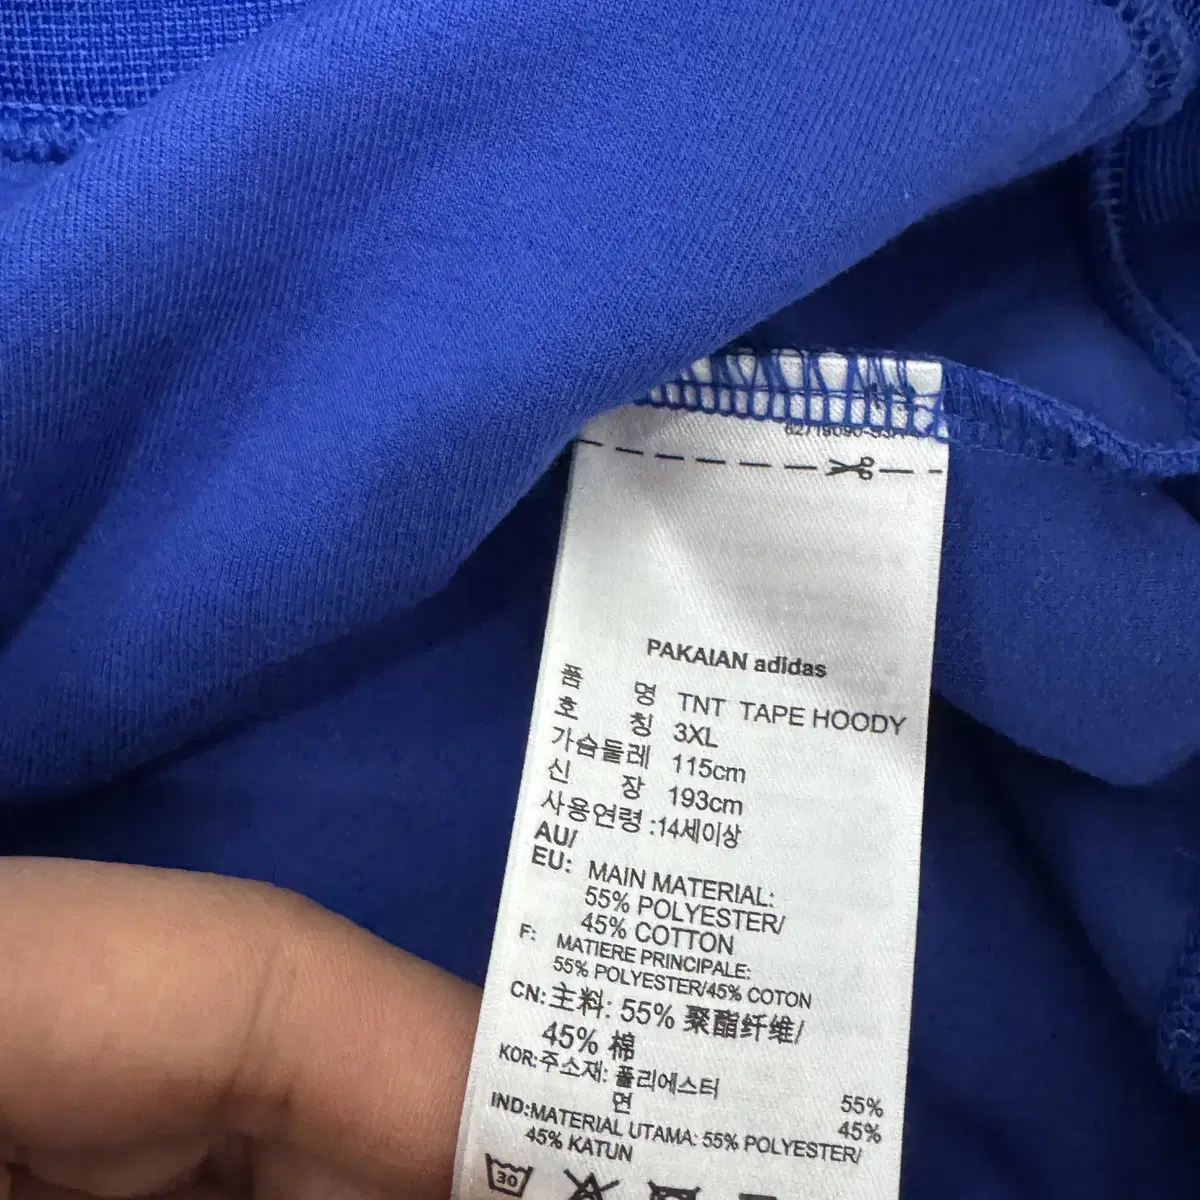 PAKAIAN adidas
품 명 TNT TAPE HOODY
호 칭 3XL
가슴둘레 115cm
신 장 193cm
사용연령 :14세이상
AU/
EU: MAIN MATERIAL:
55% POLYESTER/
45% COTTON
F: MATIERE PRINCIPALE:
55% POLYESTER/45% COTON
CN:主料: 55% 聚酯纤维/
45% 棉
KOR:주소재: 폴리에스터 55%
면 45%
IND:MATERIAL UTAMA: 55% POLYESTER/
45% KATUN
30